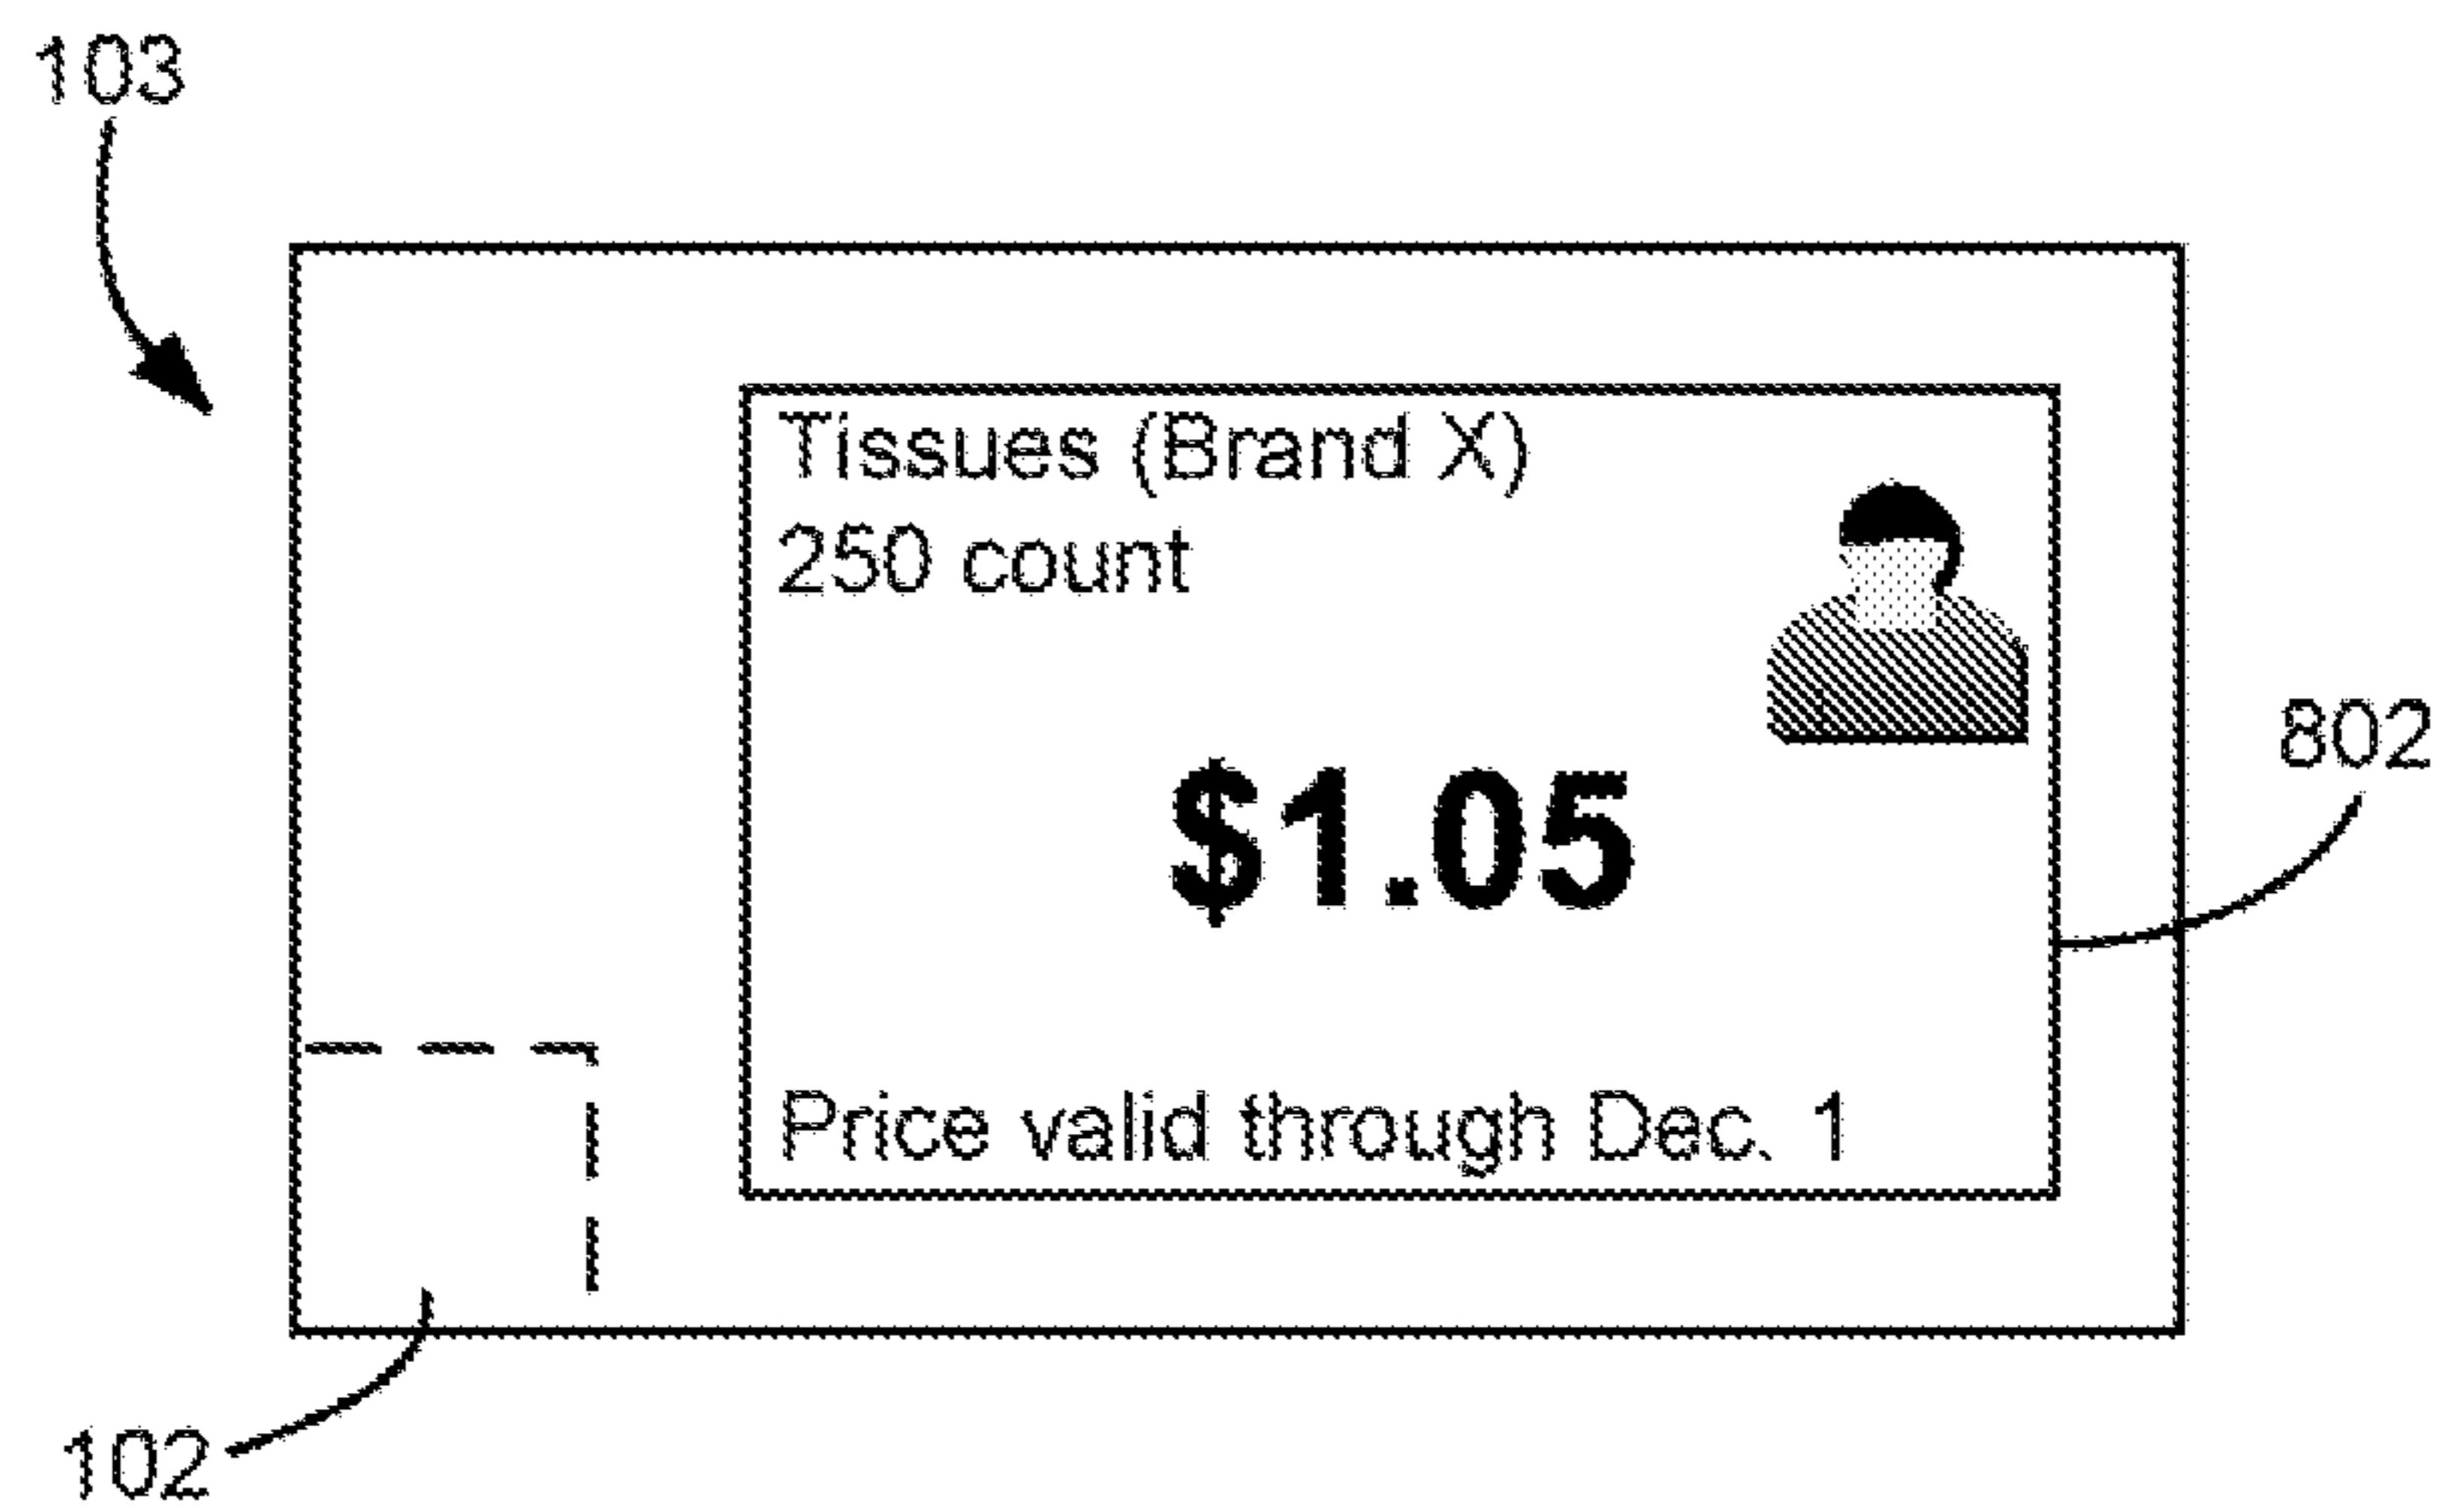 103
Tissues (Brand X)
250 count
802
$1.05
Price valid through Dec. 1
102